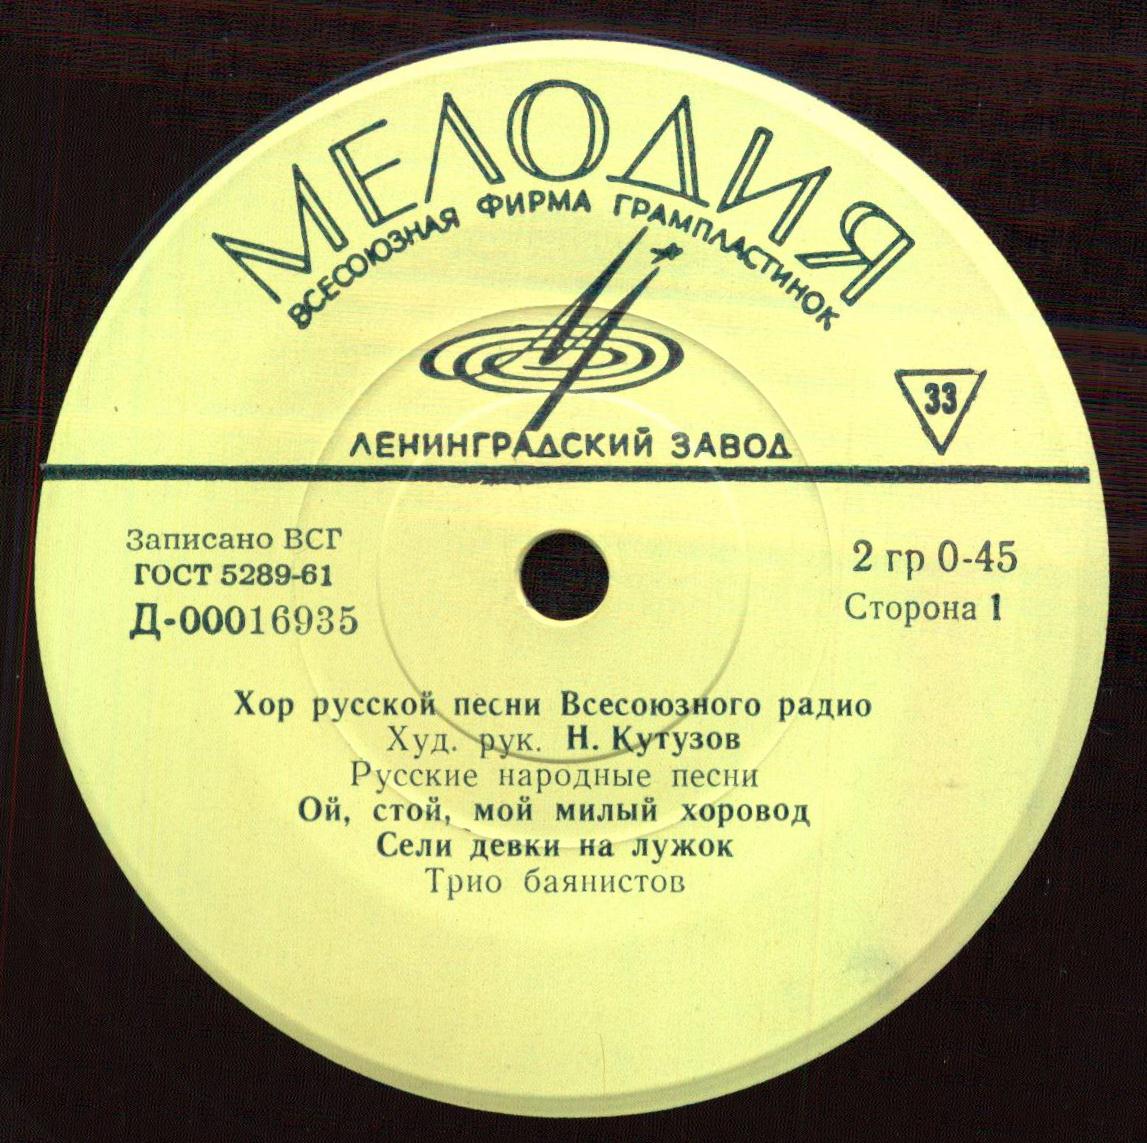 МЕЛОДИЯ
ВСЕСОЮЗНАЯ ФИРМА ГРАМПЛАСТИНОК
33
ЛЕНИНГРАДСКИЙ ЗАВОД
Записано ВСГ
ГОСТ 5289-61
Д-00016935
2 гр 0-45
Сторона 1
Хор русской песни Всесоюзного радио
Худ. рук. Н. Кутузов
Русские народные песни
Ой, стой, мой милый хоровод
Сели девки на лужок
Трио баянистов